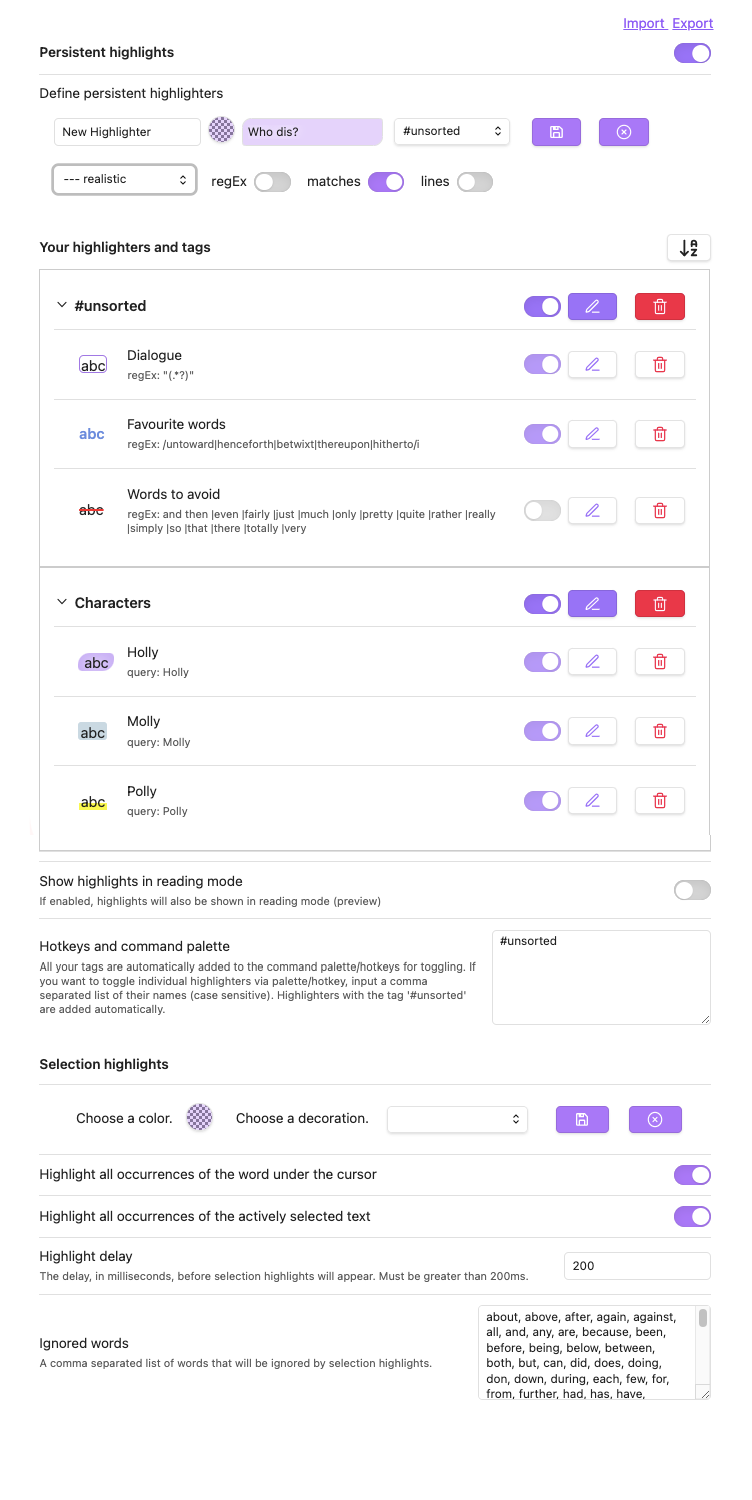 Import Export
Persistent highlights
Define persistent highlighters
New Highlighter Who dis? #unsorted
--- realistic regEx matches lines
Your highlighters and tags
#unsorted
abc Dialogue
regEx: "(.*?)"
abc Favourite words
regEx: /untoward|henceforth|betwixt|thereupon|hitherto/i
abc Words to avoid
regEx: and then |even |fairly |just |much |only |pretty |quite |rather |really
|simply |so |that |there |totally |very
Characters
abc Holly
query: Holly
abc Molly
query: Molly
abc Polly
query: Polly
Show highlights in reading mode
If enabled, highlights will also be shown in reading mode (preview)
Hotkeys and command palette
All your tags are automatically added to the command palette/hotkeys for toggling. If
you want to toggle individual highlighters via palette/hotkey, input a comma
separated list of their names (case sensitive). Highlighters with the tag '#unsorted'
are added automatically.
#unsorted
Selection highlights
Choose a color. Choose a decoration.
Highlight all occurrences of the word under the cursor
Highlight all occurrences of the actively selected text
Highlight delay
The delay, in milliseconds, before selection highlights will appear. Must be greater than 200ms.
200
Ignored words
A comma separated list of words that will be ignored by selection highlights.
about, above, after, again, against,
all, and, any, are, because, been,
before, being, below, between,
both, but, can, did, does, doing,
don, down, during, each, few, for,
from, further, had, has, have,